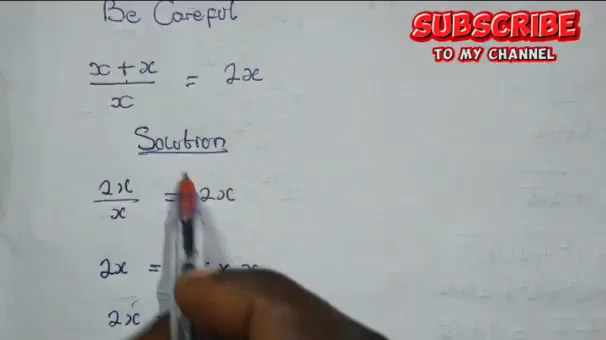 Be Careful
SUBSCRIBE
TO MY CHANNEL
x + x / x = 2x
Solution
2x / x = 2x
2x =
2x